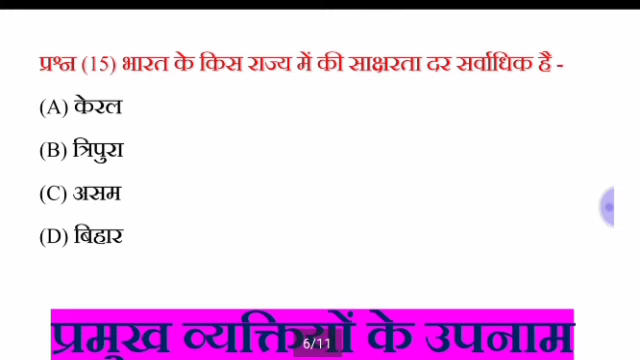 प्रश्न (15) भारत के किस राज्य में की साक्षरता दर सर्वाधिक है -
(A) केरल
(B) त्रिपुरा
(C) असम
(D) बिहार
प्रमुख व्यक्तियों के उपनाम
6/11